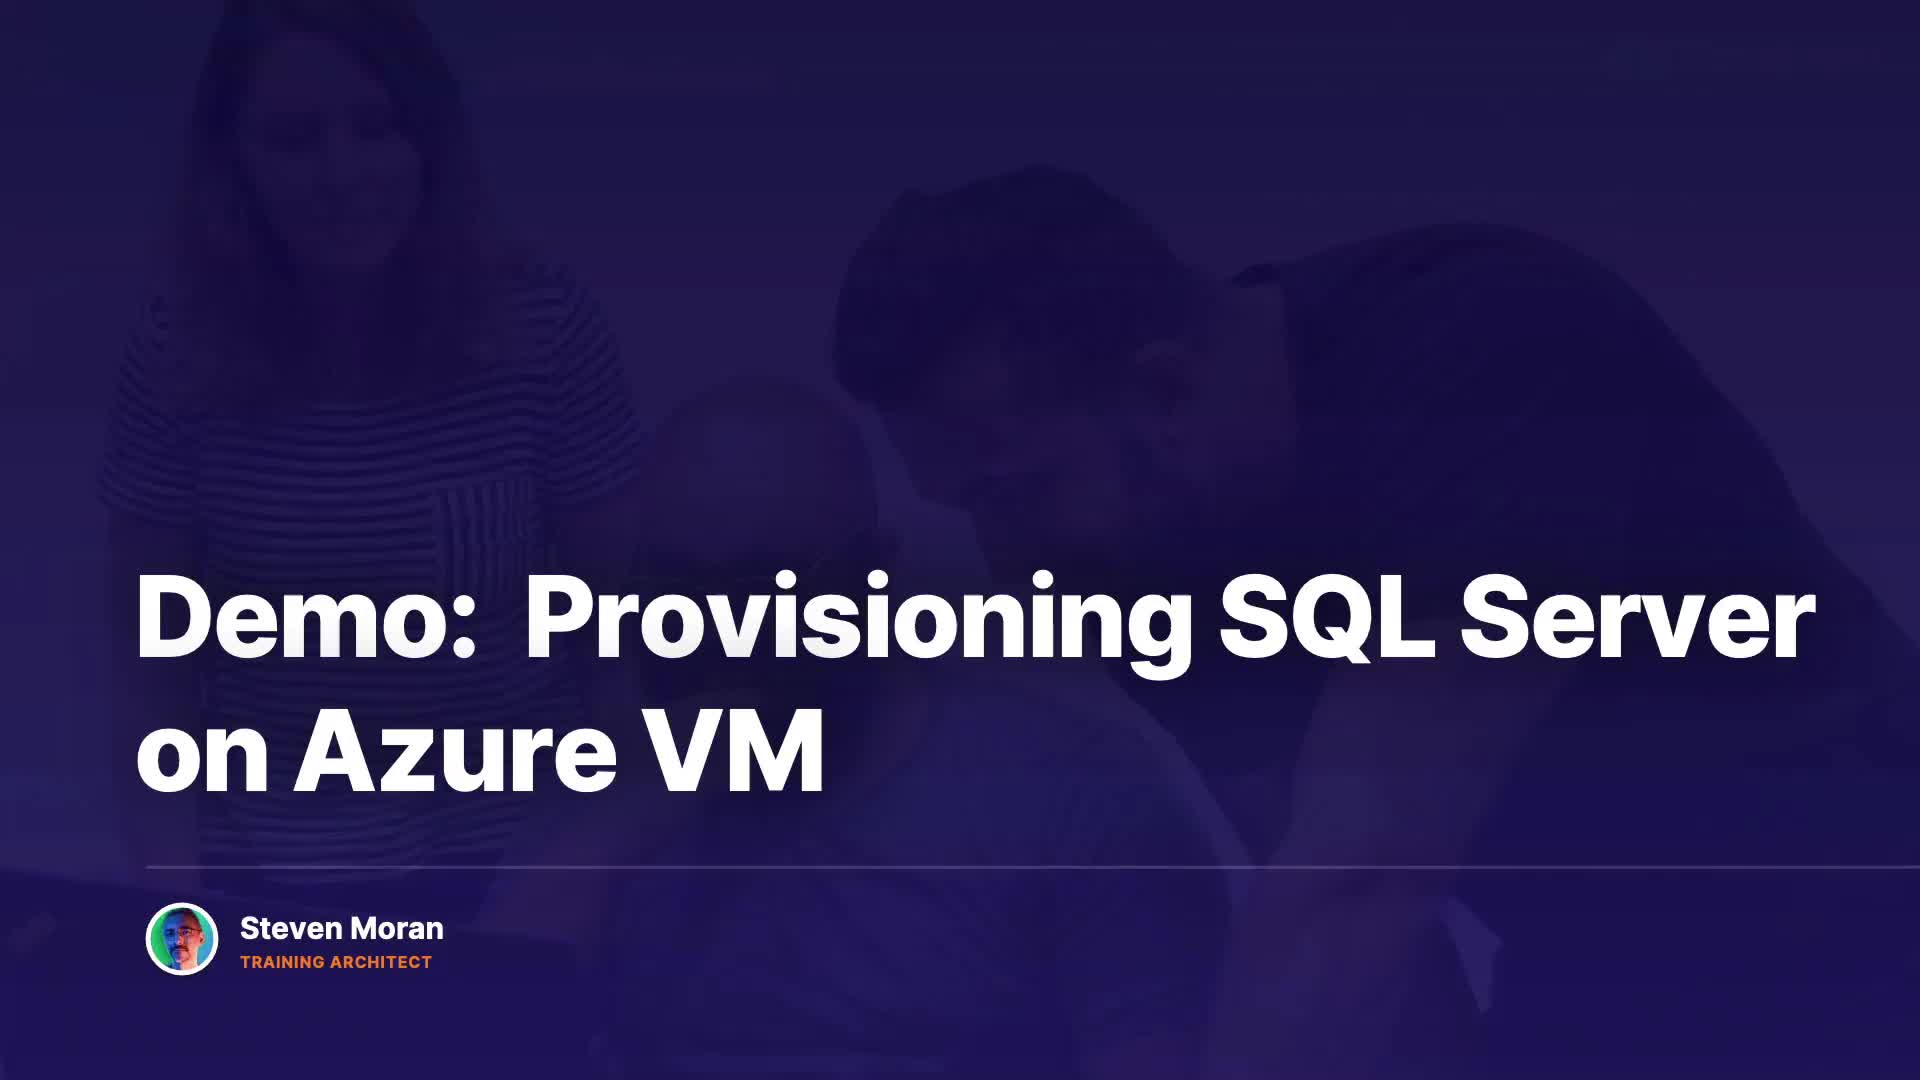 Demo:  Provisioning SQL Server
on Azure VM
Steven Moran
TRAINING ARCHITECT